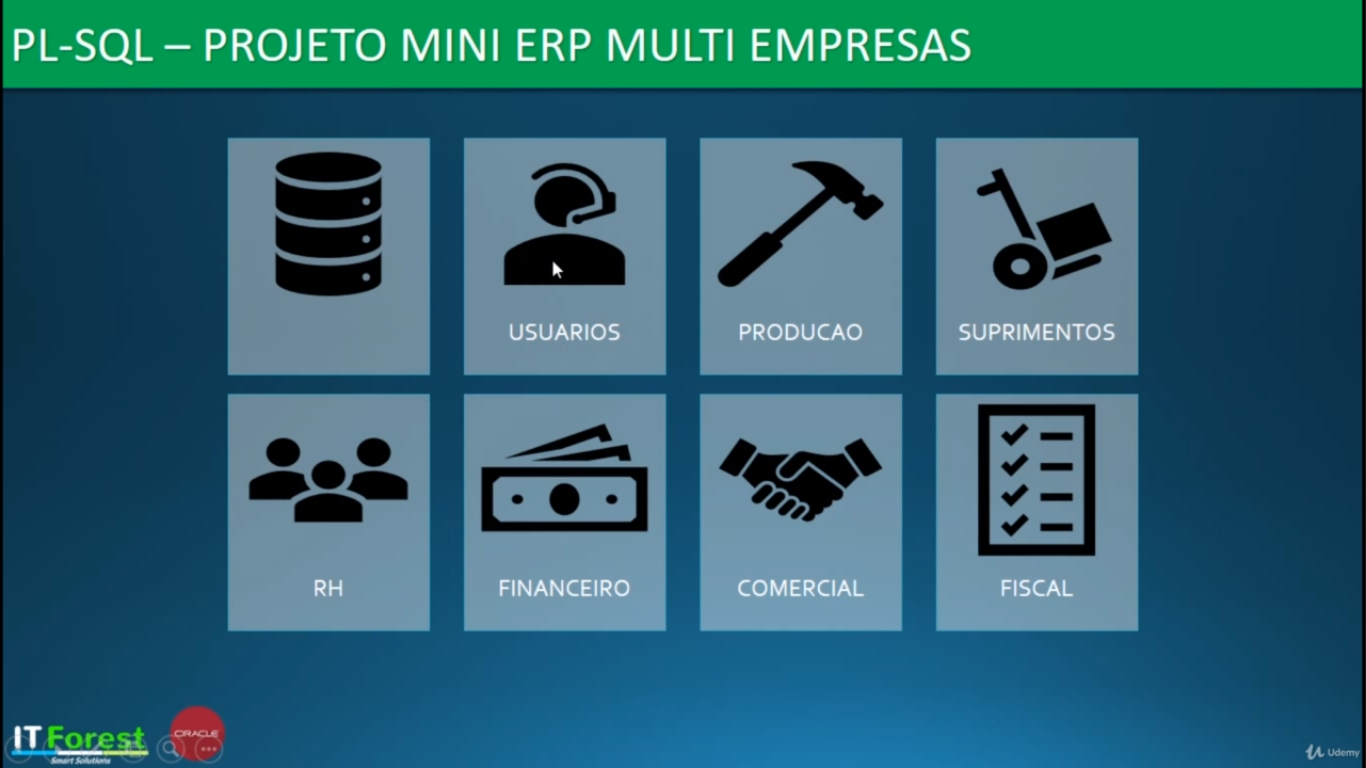 PL-SQL – PROJETO MINI ERP MULTI EMPRESAS
USUARIOS
PRODUCAO
SUPRIMENTOS
RH
FINANCEIRO
COMERCIAL
FISCAL
IT Forest
Smart Solutions
ORACLE
Udemy